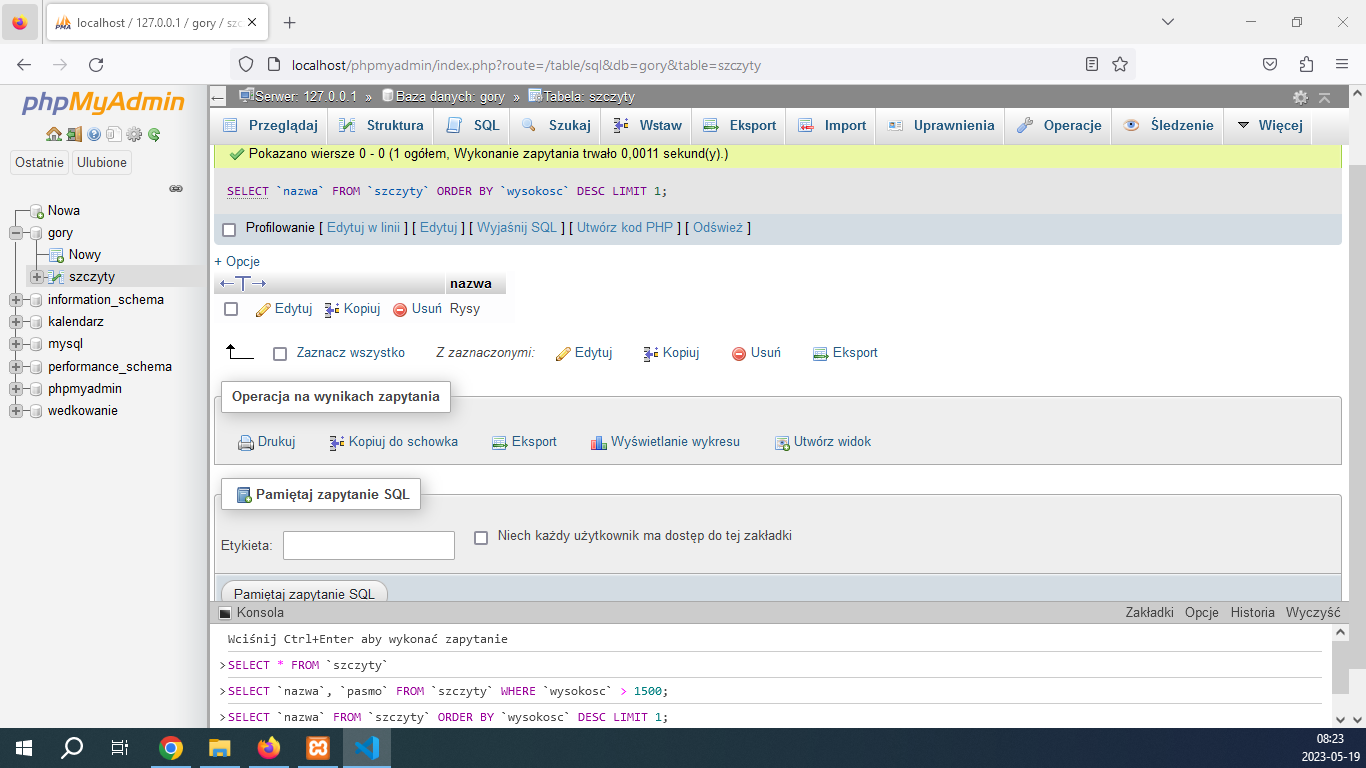 localhost / 127.0.0.1 / gory / szc
localhost/phpmyadmin/index.php?route=/table/sql&db=gory&table=szczyty
phpMyAdmin
Ostatnie Ulubione
Nowa
gory
Nowy
szczyty
information_schema
kalendarz
mysql
performance_schema
phpmyadmin
wedkowanie
Serwer: 127.0.0.1 » Baza danych: gory » Tabela: szczyty
Przeglądaj Struktura SQL Szukaj Wstaw Eksport Import Uprawnienia Operacje Śledzenie Więcej
Pokazano wiersze 0 - 0 (1 ogółem, Wykonanie zapytania trwało 0,0011 sekund(y).)
SELECT `nazwa` FROM `szczyty` ORDER BY `wysokosc` DESC LIMIT 1;
Profilowanie [ Edytuj w linii ] [ Edytuj ] [ Wyjaśnij SQL ] [ Utwórz kod PHP ] [ Odśwież ]
+ Opcje
←T→ nazwa
Edytuj Kopiuj Usuń Rysy
Zaznacz wszystko Z zaznaczonymi: Edytuj Kopiuj Usuń Eksport
Operacja na wynikach zapytania
Drukuj Kopiuj do schowka Eksport Wyświetlanie wykresu Utwórz widok
Pamiętaj zapytanie SQL
Etykieta: Niech każdy użytkownik ma dostęp do tej zakładki
Pamiętaj zapytanie SQL
Konsola Zakładki Opcje Historia Wyczyść
Wciśnij Ctrl+Enter aby wykonać zapytanie
>SELECT * FROM `szczyty`
>SELECT `nazwa`, `pasmo` FROM `szczyty` WHERE `wysokosc` > 1500;
>SELECT `nazwa` FROM `szczyty` ORDER BY `wysokosc` DESC LIMIT 1;
08:23
2023-05-19